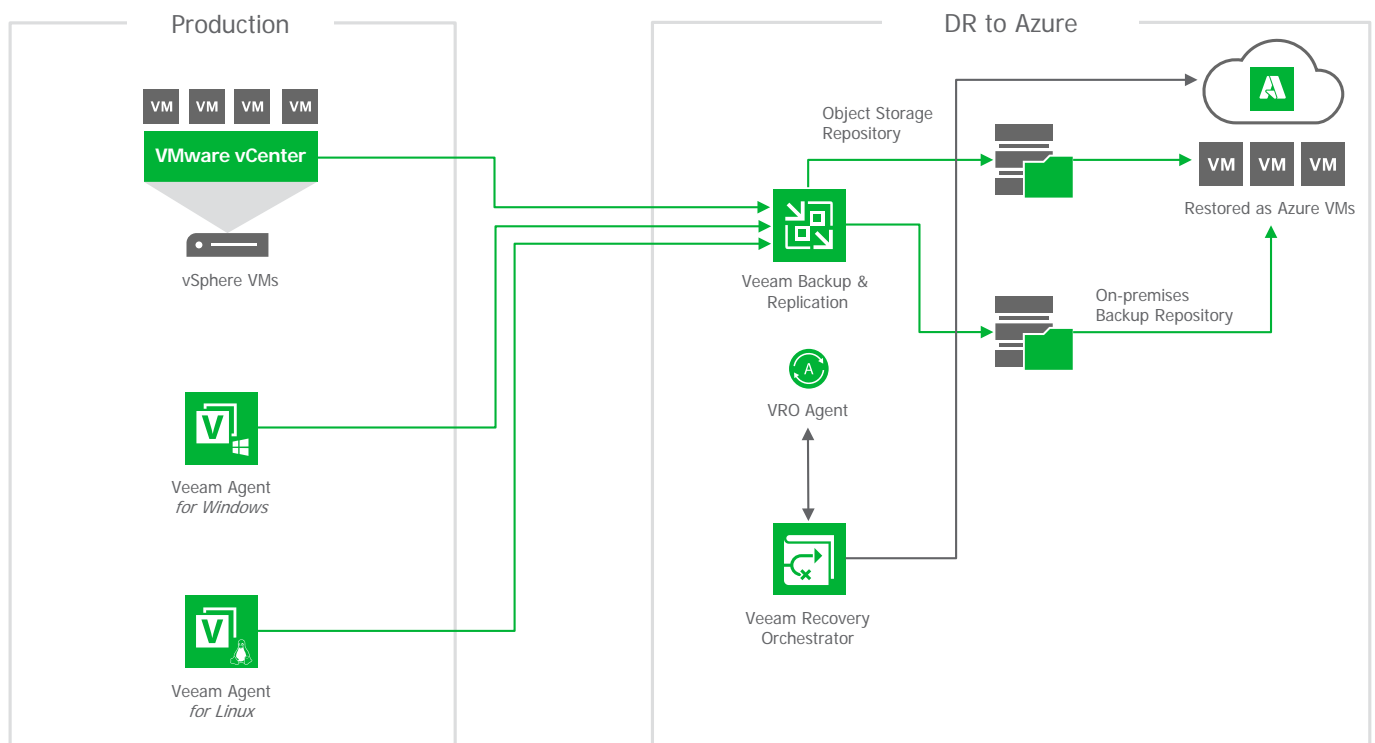 Production
VM VM VM VM
VMware vCenter
vSphere VMs
V
Veeam Agent
for Windows
V
Veeam Agent
for Linux
DR to Azure
Object Storage
Repository
VM VM VM
Restored as Azure VMs
Veeam Backup &
Replication
On-premises
Backup Repository
A
VRO Agent
Veeam Recovery
Orchestrator